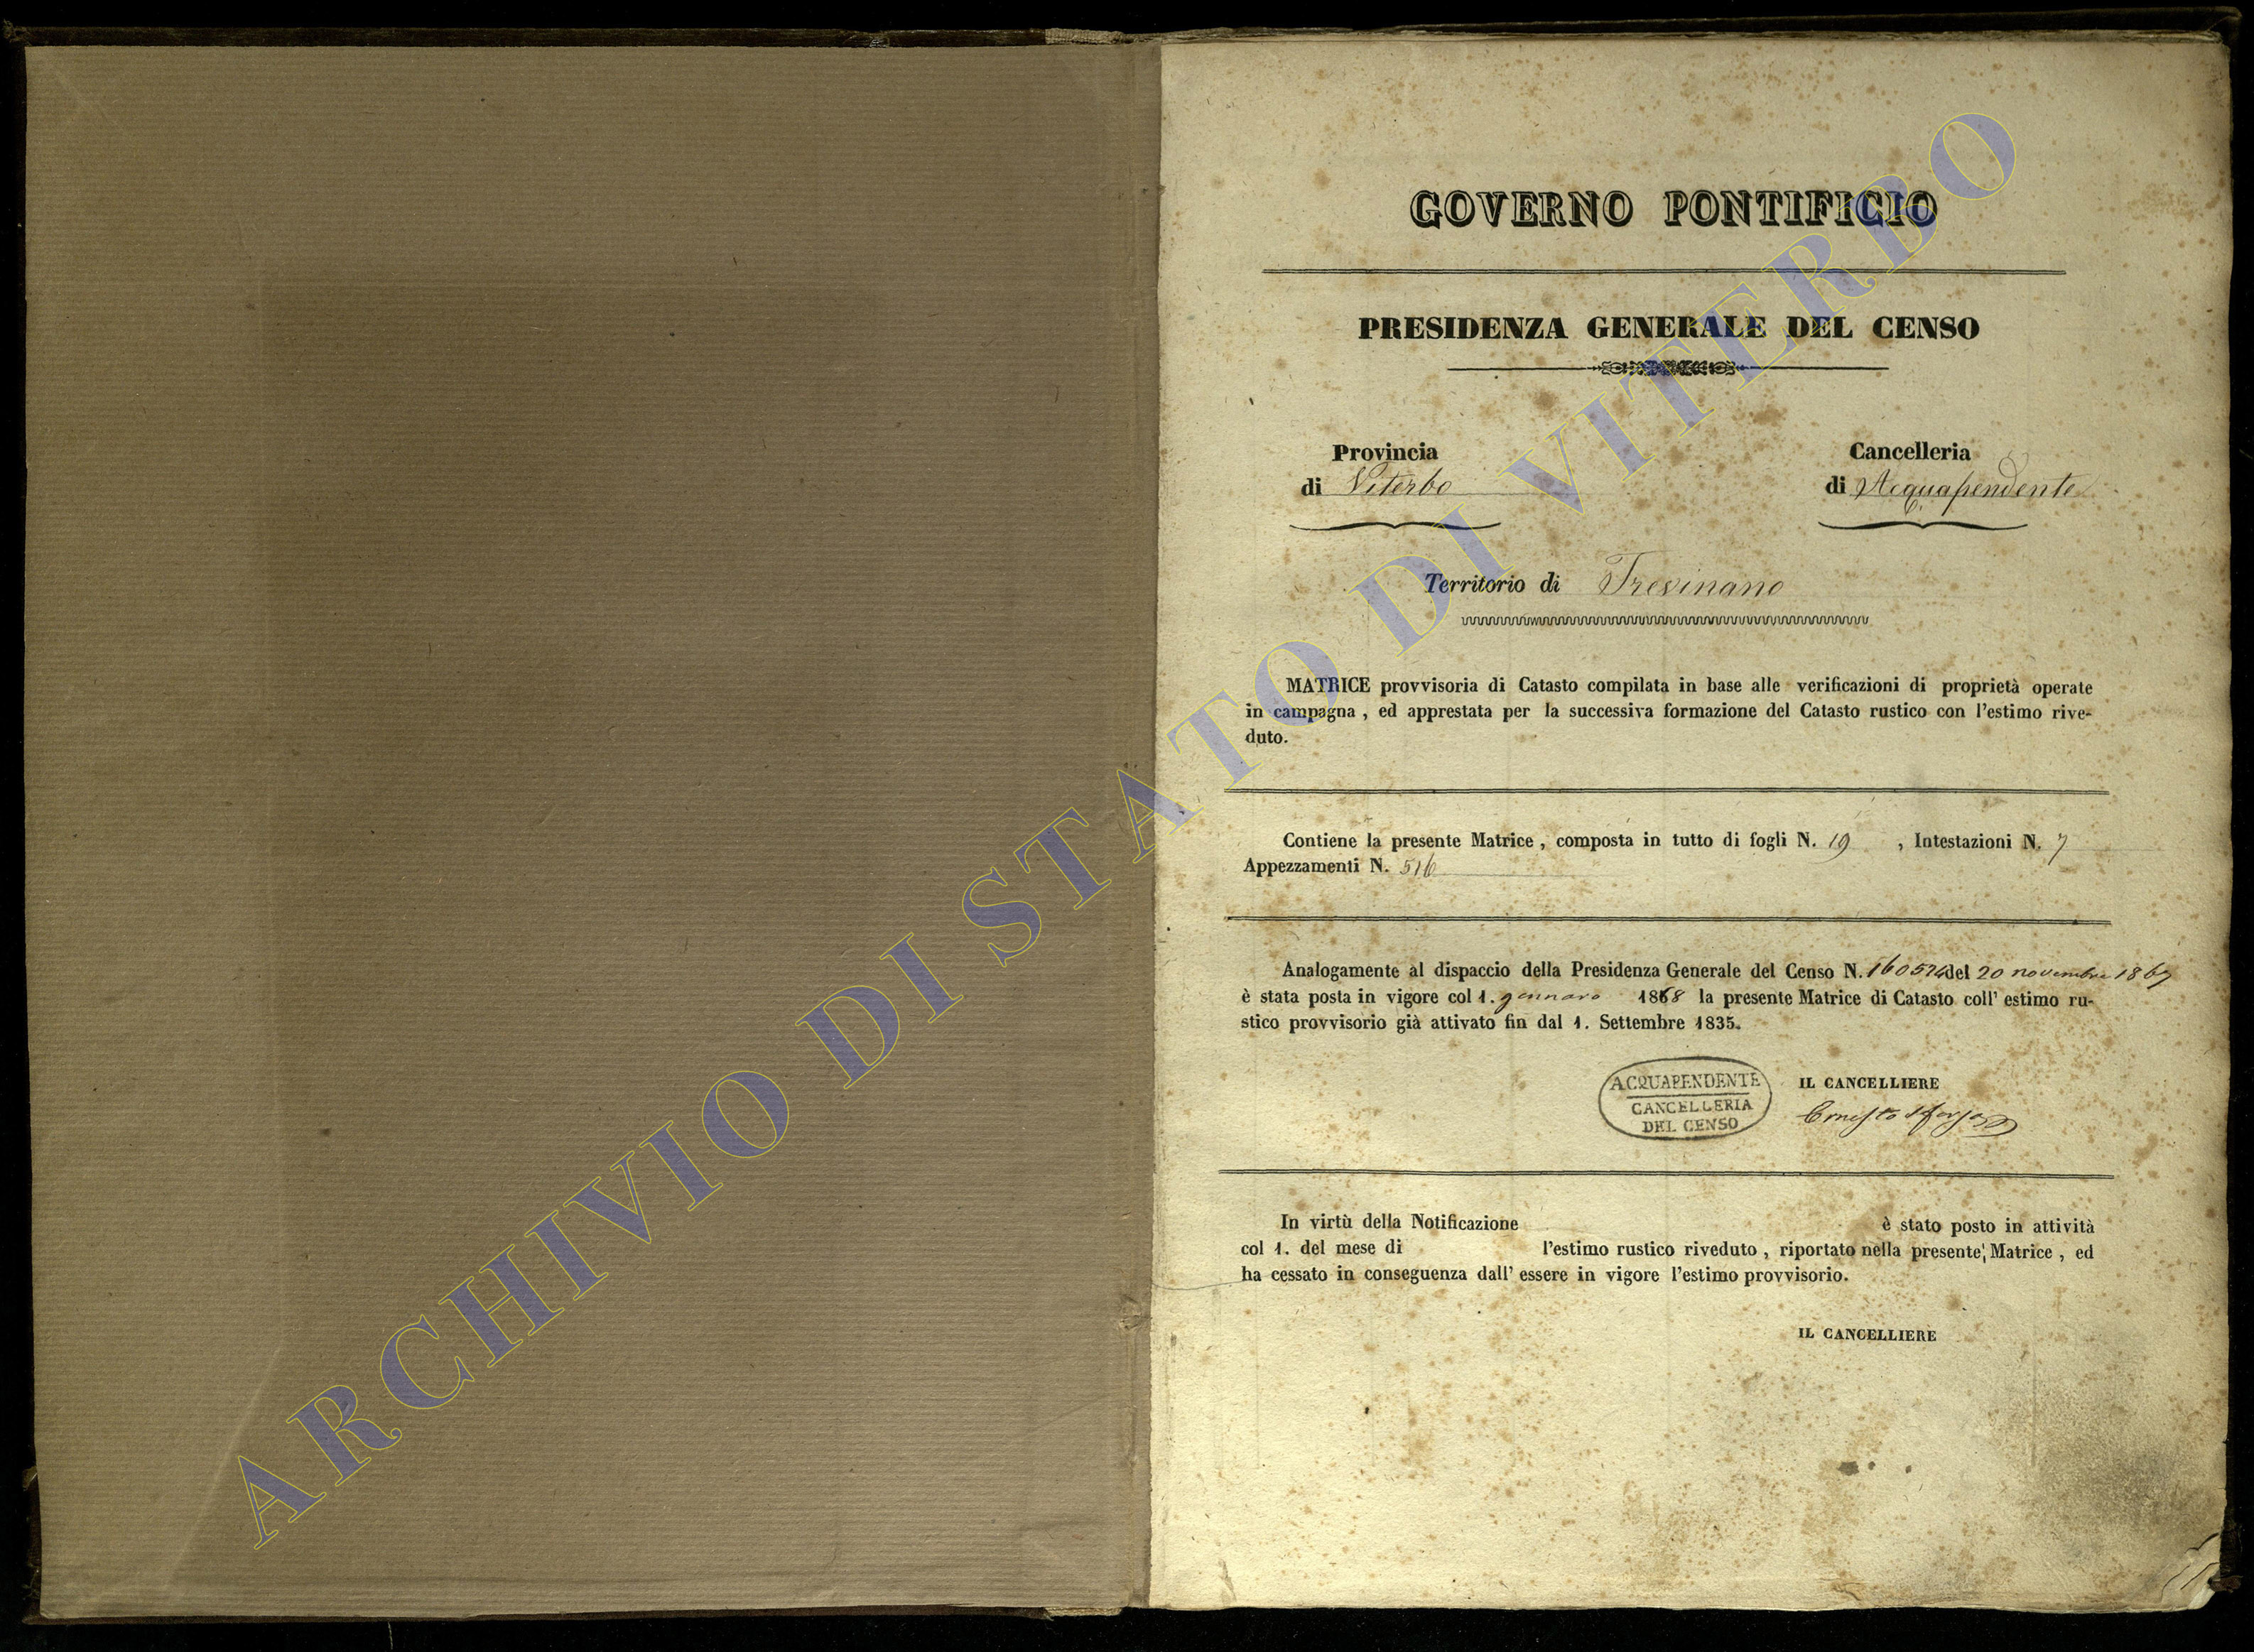 GOVERNO PONTIFICIO
PRESIDENZA GENERALE DEL CENSO
Provincia
di Viterbo
Cancelleria
di Acquapendente
Territorio di Trevinano
MATRICE provvisoria di Catasto compilata in base alle verificazioni di proprietà operate
in campagna , ed apprestata per la successiva formazione del Catasto rustico con l'estimo rive-
duto.
Contiene la presente Matrice , composta in tutto di fogli N. 19 , Intestazioni N. 7
Appezzamenti N. 516
Analogamente al dispaccio della Presidenza Generale del Censo N. del 20 novembre 1867
è stata posta in vigore col 1. gennaro 1868 la presente Matrice di Catasto coll' estimo ru-
stico provvisorio già attivato fin dal 1. Settembre 1835.
ACQUAPENDENTE
CANCELLERIA
DEL CENSO
IL CANCELLIERE
Ernesto Sforza
In virtù della Notificazione è stato posto in attività
col 1. del mese di l'estimo rustico riveduto , riportato nella presente Matrice , ed
ha cessato in conseguenza dall' essere in vigore l'estimo provvisorio.
IL CANCELLIERE
ARCHIVIO DI STATO DI VITERBO